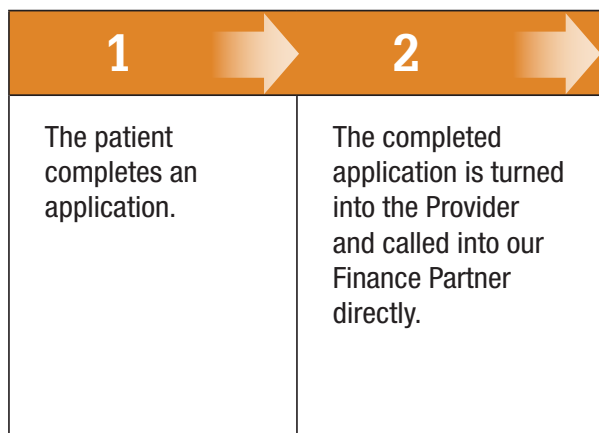 1
2
The patient
completes an
application.
The completed
application is turned
into the Provider
and called into our
Finance Partner
directly.